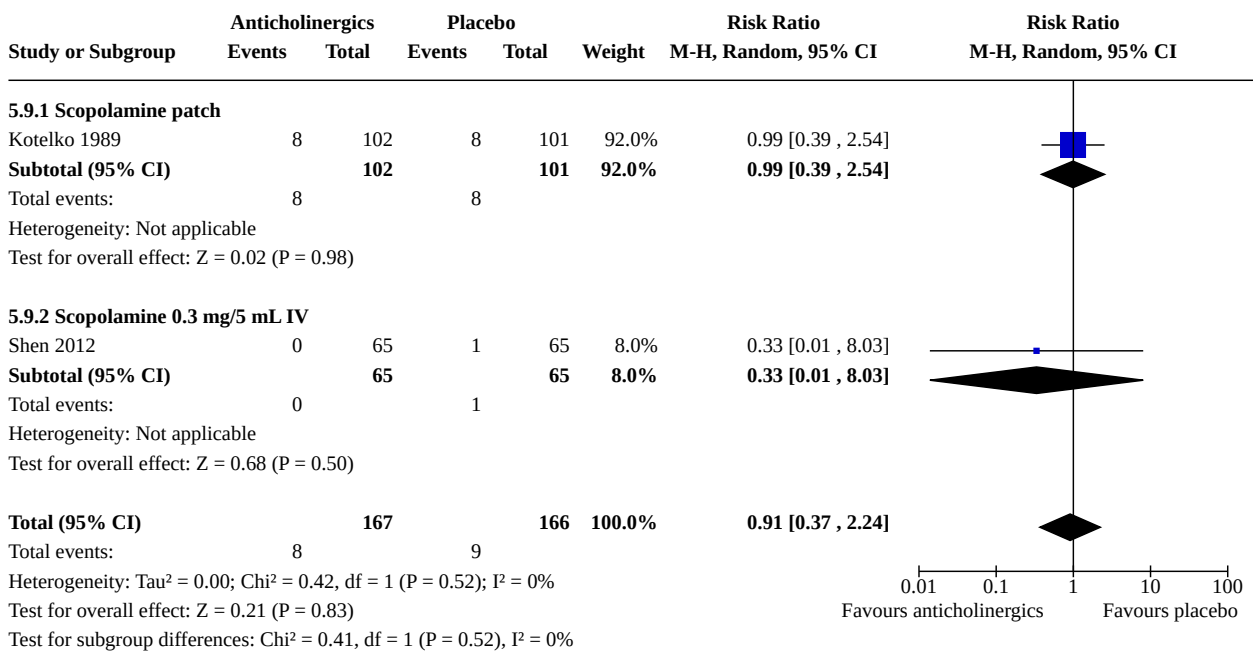 Anticholinergics Placebo Risk Ratio Risk Ratio
Study or Subgroup Events Total Events Total Weight M-H, Random, 95% CI M-H, Random, 95% CI
5.9.1 Scopolamine patch
Kotelko 1989 8 102 8 101 92.0% 0.99 [0.39 , 2.54]
Subtotal (95% CI) 102 101 92.0% 0.99 [0.39 , 2.54]
Total events: 8 8
Heterogeneity: Not applicable
Test for overall effect: Z = 0.02 (P = 0.98)
5.9.2 Scopolamine 0.3 mg/5 mL IV
Shen 2012 0 65 1 65 8.0% 0.33 [0.01 , 8.03]
Subtotal (95% CI) 65 65 8.0% 0.33 [0.01 , 8.03]
Total events: 0 1
Heterogeneity: Not applicable
Test for overall effect: Z = 0.68 (P = 0.50)
Total (95% CI) 167 166 100.0% 0.91 [0.37 , 2.24]
Total events: 8 9
Heterogeneity: Tau² = 0.00; Chi² = 0.42, df = 1 (P = 0.52); I² = 0%
0.01 0.1 1 10 100
Test for overall effect: Z = 0.21 (P = 0.83)
Favours anticholinergics Favours placebo
Test for subgroup differences: Chi² = 0.41, df = 1 (P = 0.52), I² = 0%